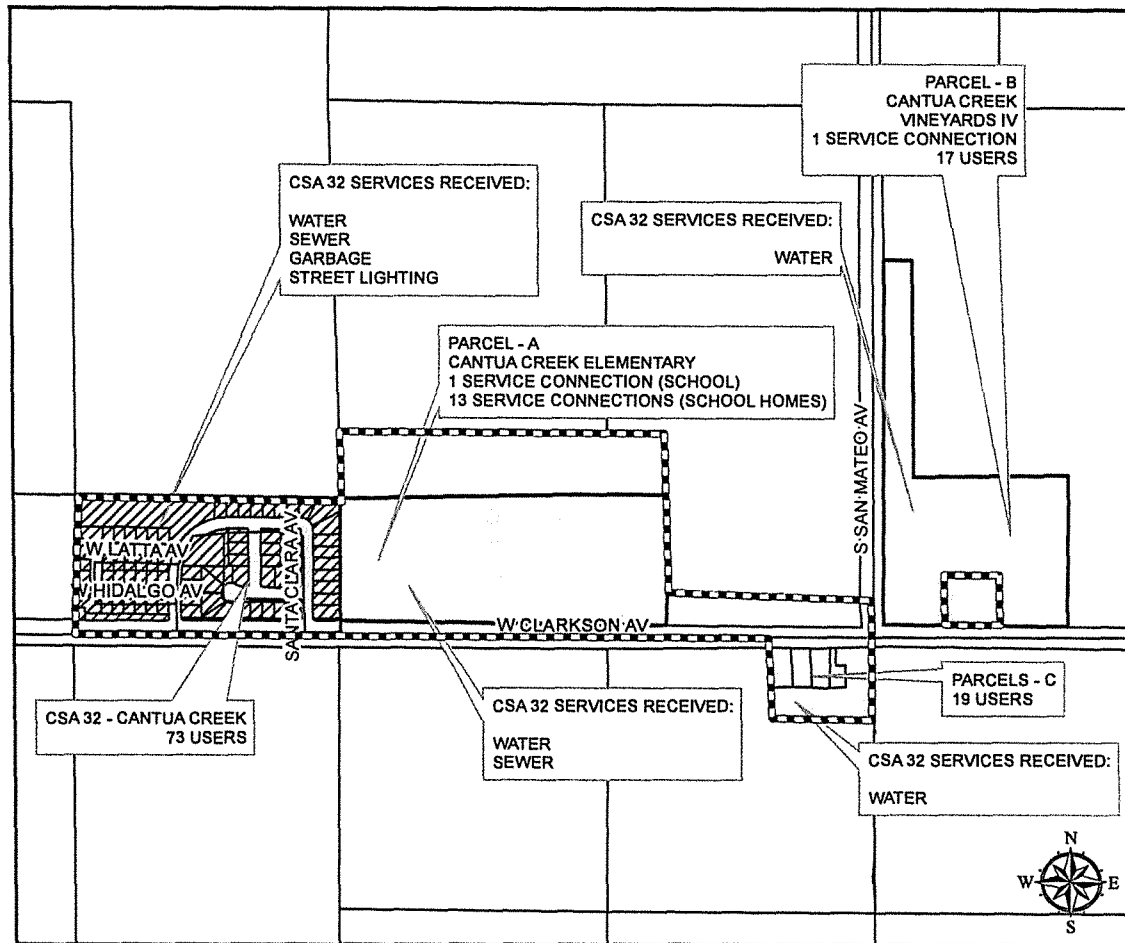 PARCEL - B
CANTUA CREEK
VINEYARDS IV
1 SERVICE CONNECTION
17 USERS
CSA 32 SERVICES RECEIVED:
WATER
SEWER
GARBAGE
STREET LIGHTING
CSA 32 SERVICES RECEIVED:
WATER
PARCEL - A
CANTUA CREEK ELEMENTARY
1 SERVICE CONNECTION (SCHOOL)
13 SERVICE CONNECTIONS (SCHOOL HOMES)
S SAN MATEO AV
W LATTA AV
W HIDALGO AV
SANTA CLARA AV
W CLARKSON AV
CSA 32 - CANTUA CREEK
73 USERS
CSA 32 SERVICES RECEIVED:
WATER
SEWER
PARCELS - C
19 USERS
CSA 32 SERVICES RECEIVED:
WATER
N
W E
S